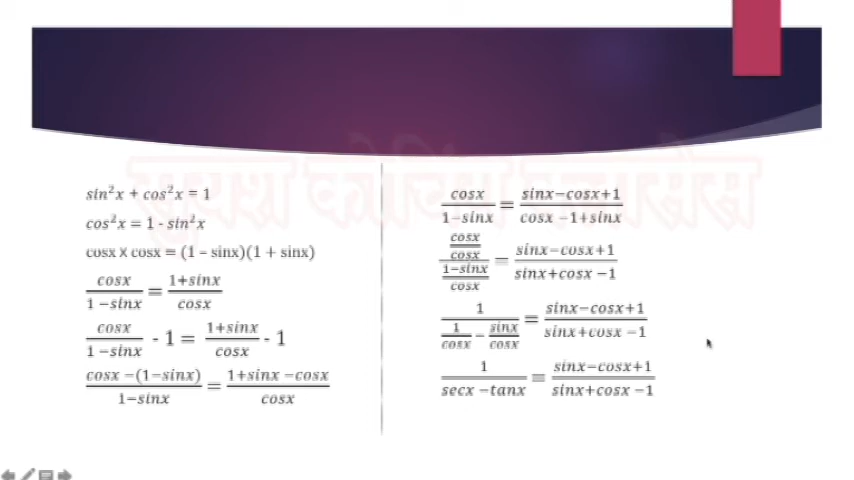 सुयश कोचिंग क्लासेस
sin²x + cos²x = 1
cos²x = 1 - sin²x
cosx x cosx = (1 – sinx)(1 + sinx)
cosx/1 −sinx = 1+sinx/cosx
cosx/1 −sinx - 1 = 1+sinx/cosx - 1
cosx −(1−sinx)/1−sinx = 1+sinx −cosx/cosx
cosx/1−sinx = sinx−cosx+1/cosx −1+sinx
cosx/cosx/1−sinx/cosx = sinx−cosx+1/sinx+cosx −1
1/1/cosx − sinx/cosx = sinx−cosx+1/sinx+cosx −1
1/secx −tanx = sinx−cosx+1/sinx+cosx −1